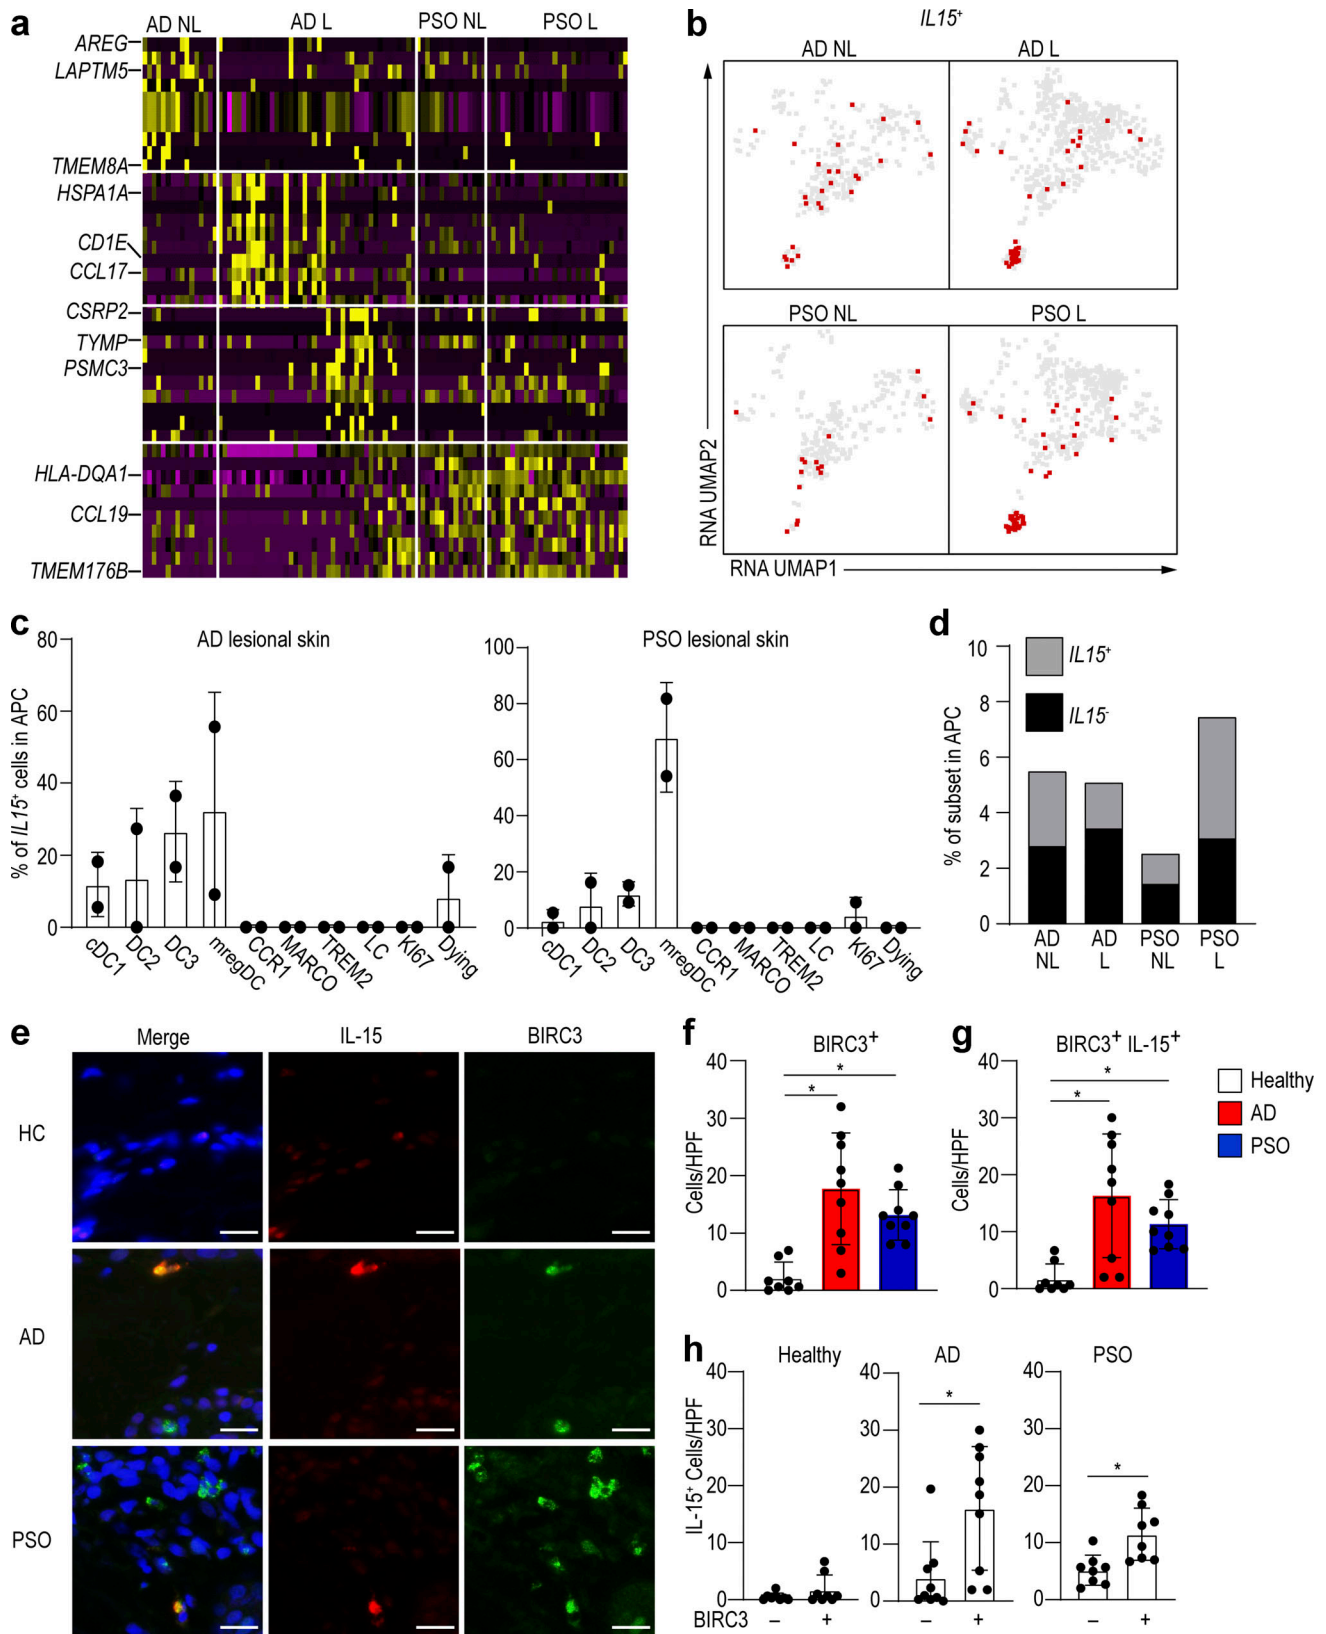 a
AD NL AD L PSO NL PSO L
AREG
LAPTM5
TMEM8A
HSPA1A
CD1E
CCL17
CSRP2
TYMP
PSMC3
HLA-DQA1
CCL19
TMEM176B
b
IL15⁺
AD NL AD L
PSO NL PSO L
RNA UMAP2
RNA UMAP1
c
AD lesional skin
% of IL15⁺ cells in APC
80
60
40
20
0
cDC1 DC2 DC3 mregDC CCR1 MARCO TREM2 LC KI67 Dying
PSO lesional skin
100
80
60
40
20
0
cDC1 DC2 DC3 mregDC CCR1 MARCO TREM2 LC KI67 Dying
d
% of subset in APC
10
8
6
4
2
0
IL15⁺
IL15⁻
AD NL
AD L
PSO NL
PSO L
e
Merge IL-15 BIRC3
HC
AD
PSO
f
BIRC3⁺
Cells/HPF
40
30
20
10
0
*
*
g
BIRC3⁺ IL-15⁺
Cells/HPF
40
30
20
10
0
*
*
Healthy
AD
PSO
h
Healthy
IL-15⁺ Cells/HPF
40
30
20
10
0
BIRC3 – +
AD
40
30
20
10
0
*
– +
PSO
40
30
20
10
0
*
– +